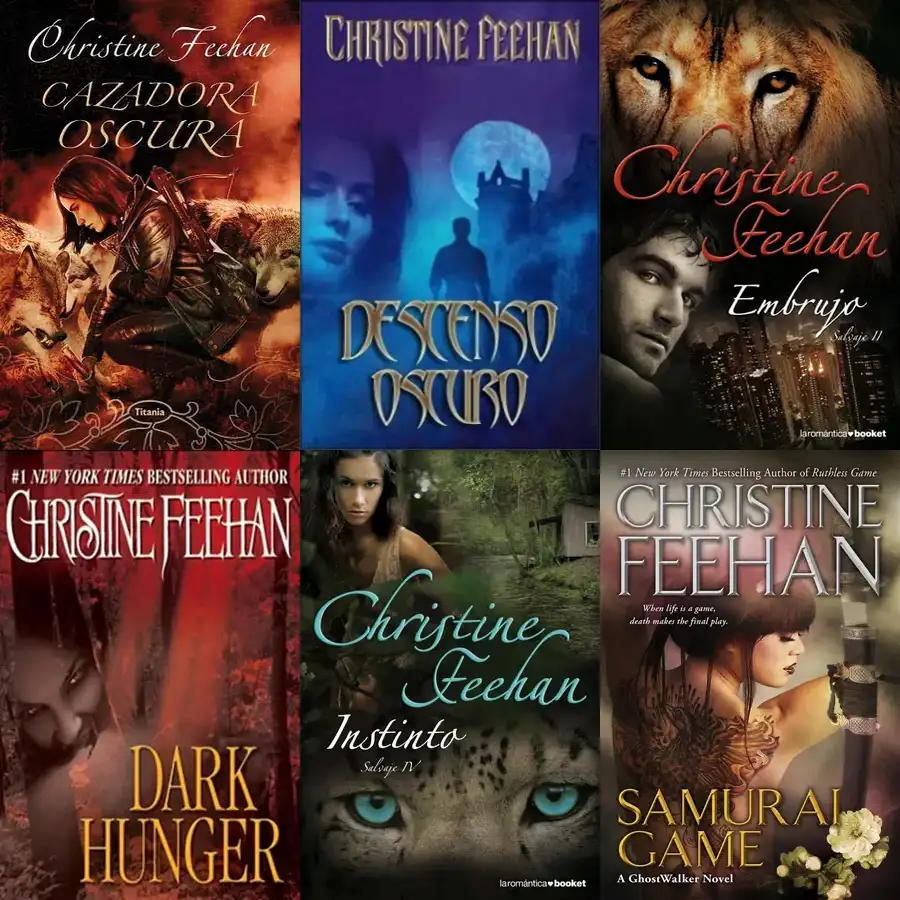 Christine Feehan
CAZADORA
OSCURA
Titania
CHRISTINE FEEHAN
DESCENSO
OSCURO
Christine
Feehan
Embrujo
Salvaje II
laromántica♥booket
#1 NEW YORK TIMES BESTSELLING AUTHOR
CHRISTINE FEEHAN
DARK
HUNGER
Christine
Feehan
Instinto
Salvaje IV
laromántica♥booket
#1 New York Times Bestselling Author of Ruthless Game
CHRISTINE
FEEHAN
When life is a game,
death makes the final play.
SAMURAI
GAME
A GhostWalker Novel